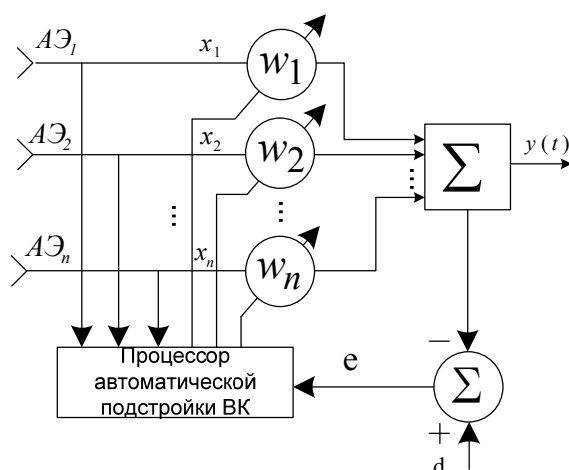 АЭ1 x1 w1
АЭ2 x2 w2 Σ y(t)
АЭn xn wn
Процессор
автоматической
подстройки ВК
e
−
Σ
+
d